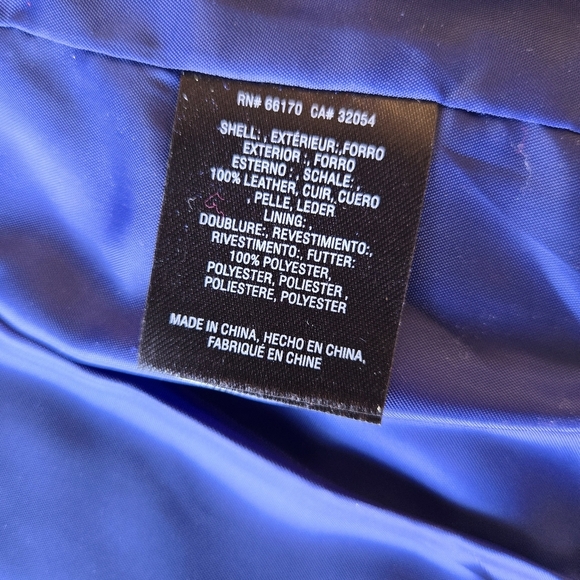 RN# 66170 CA# 32054
SHELL: , EXTÉRIEUR:,FORRO
EXTERIOR : , FORRO
ESTERNO : , SCHALE: ,
100% LEATHER, CUIR, CUERO
, PELLE, LEDER
LINING: ,
DOUBLURE:, REVESTIMIENTO:,
RIVESTIMENTO:, FUTTER:
100% POLYESTER,
POLYESTER, POLIESTER ,
POLIESTERE, POLYESTER
MADE IN CHINA, HECHO EN CHINA,
FABRIQUÉ EN CHINE